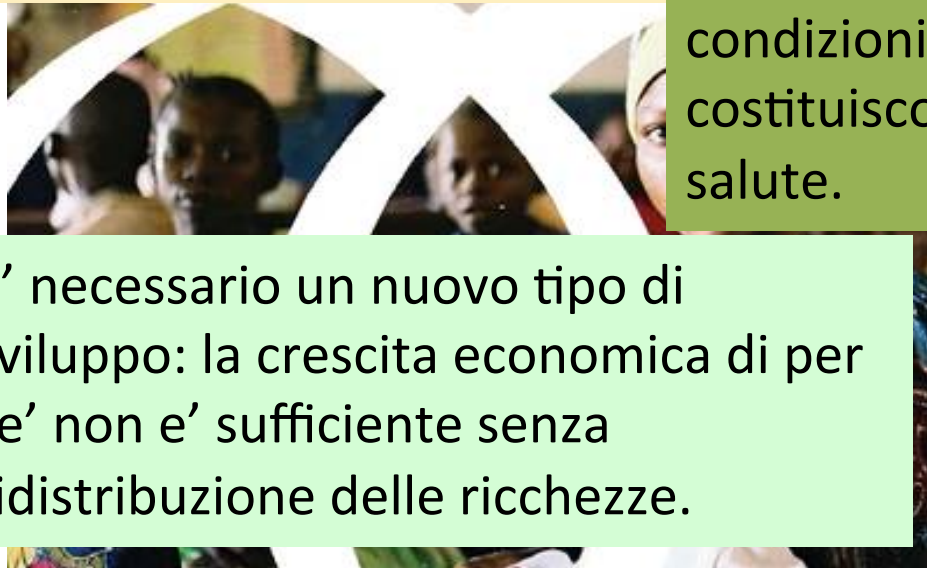 condizioni
costituisco
salute.
’ necessario un nuovo tipo di
viluppo: la crescita economica di per
e’ non e’ sufficiente senza
idistribuzione delle ricchezze.